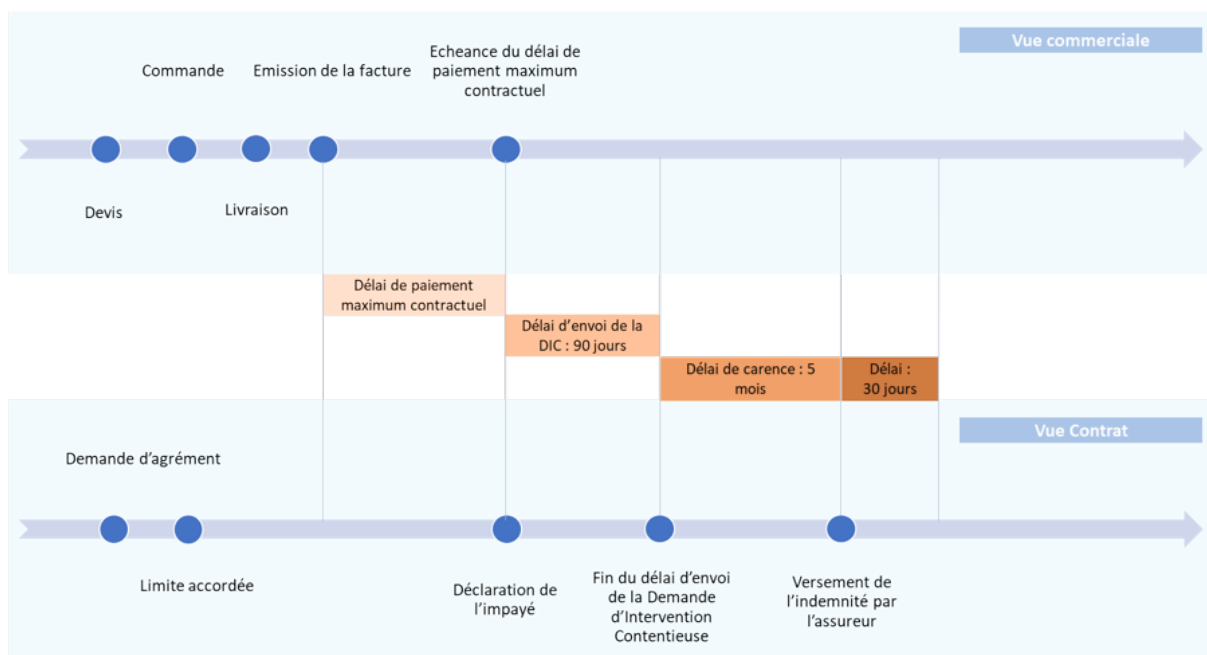 Vue commerciale
Commande
Emission de la facture
Echeance du délai de
paiement maximum
contractuel
Devis
Livraison
Délai de paiement
maximum contractuel
Délai d'envoi de la
DIC : 90 jours
Délai de carence : 5
mois
Délai :
30 jours
Vue Contrat
Demande d'agrément
Limite accordée
Déclaration de
l'impayé
Fin du délai d'envoi
de la Demande
d'Intervention
Contentieuse
Versement de
l'indemnité par
l'assureur